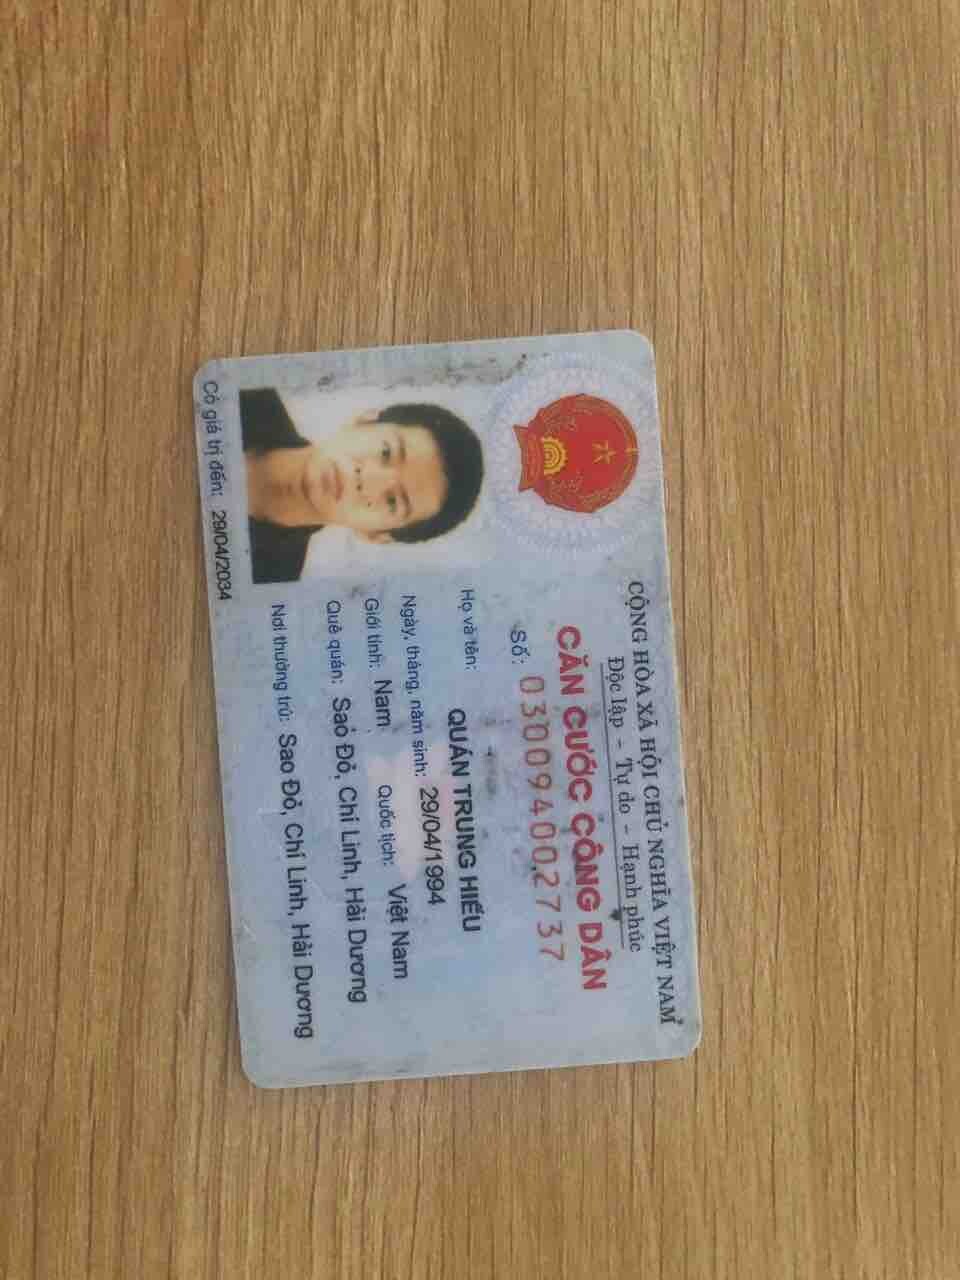 CỘNG HÒA XÃ HỘI CHỦ NGHĨA VIỆT NAM
Độc lập - Tự do - Hạnh phúc
CĂN CƯỚC CÔNG DÂN
Số: 030094002737
Họ và tên:
QUÁN TRUNG HIẾU
Ngày, tháng, năm sinh: 29/04/1994
Giới tính: Nam Quốc tịch: Việt Nam
Quê quán: Sao Đỏ, Chí Linh, Hải Dương
Nơi thường trú: Sao Đỏ, Chí Linh, Hải Dương
Có giá trị đến: 29/04/2034